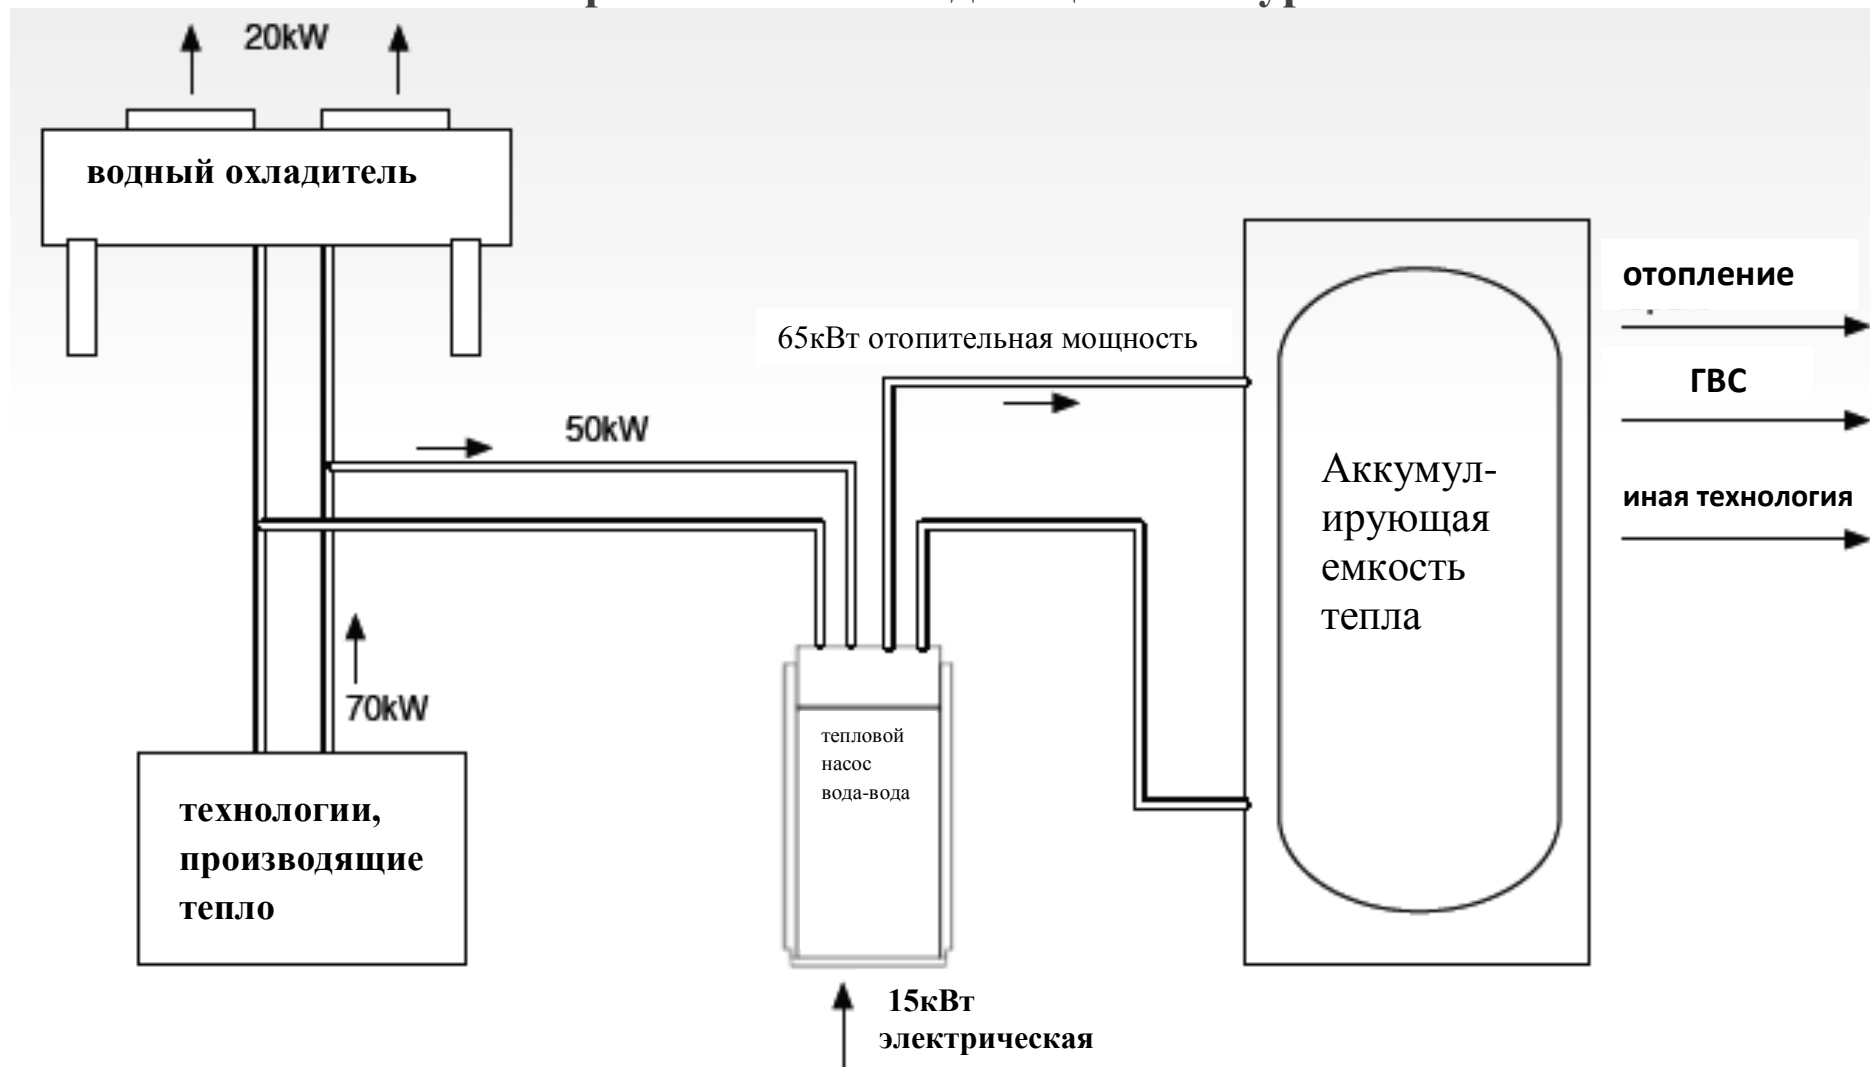 20kW
водный охладитель
отопление
65кВт отопительная мощность
ГВС
50kW
Аккумул-
ирующая
емкость
тепла
иная технология
70kW
тепловой
насос
вода-вода
технологии,
производящие
тепло
15кВт
электрическая